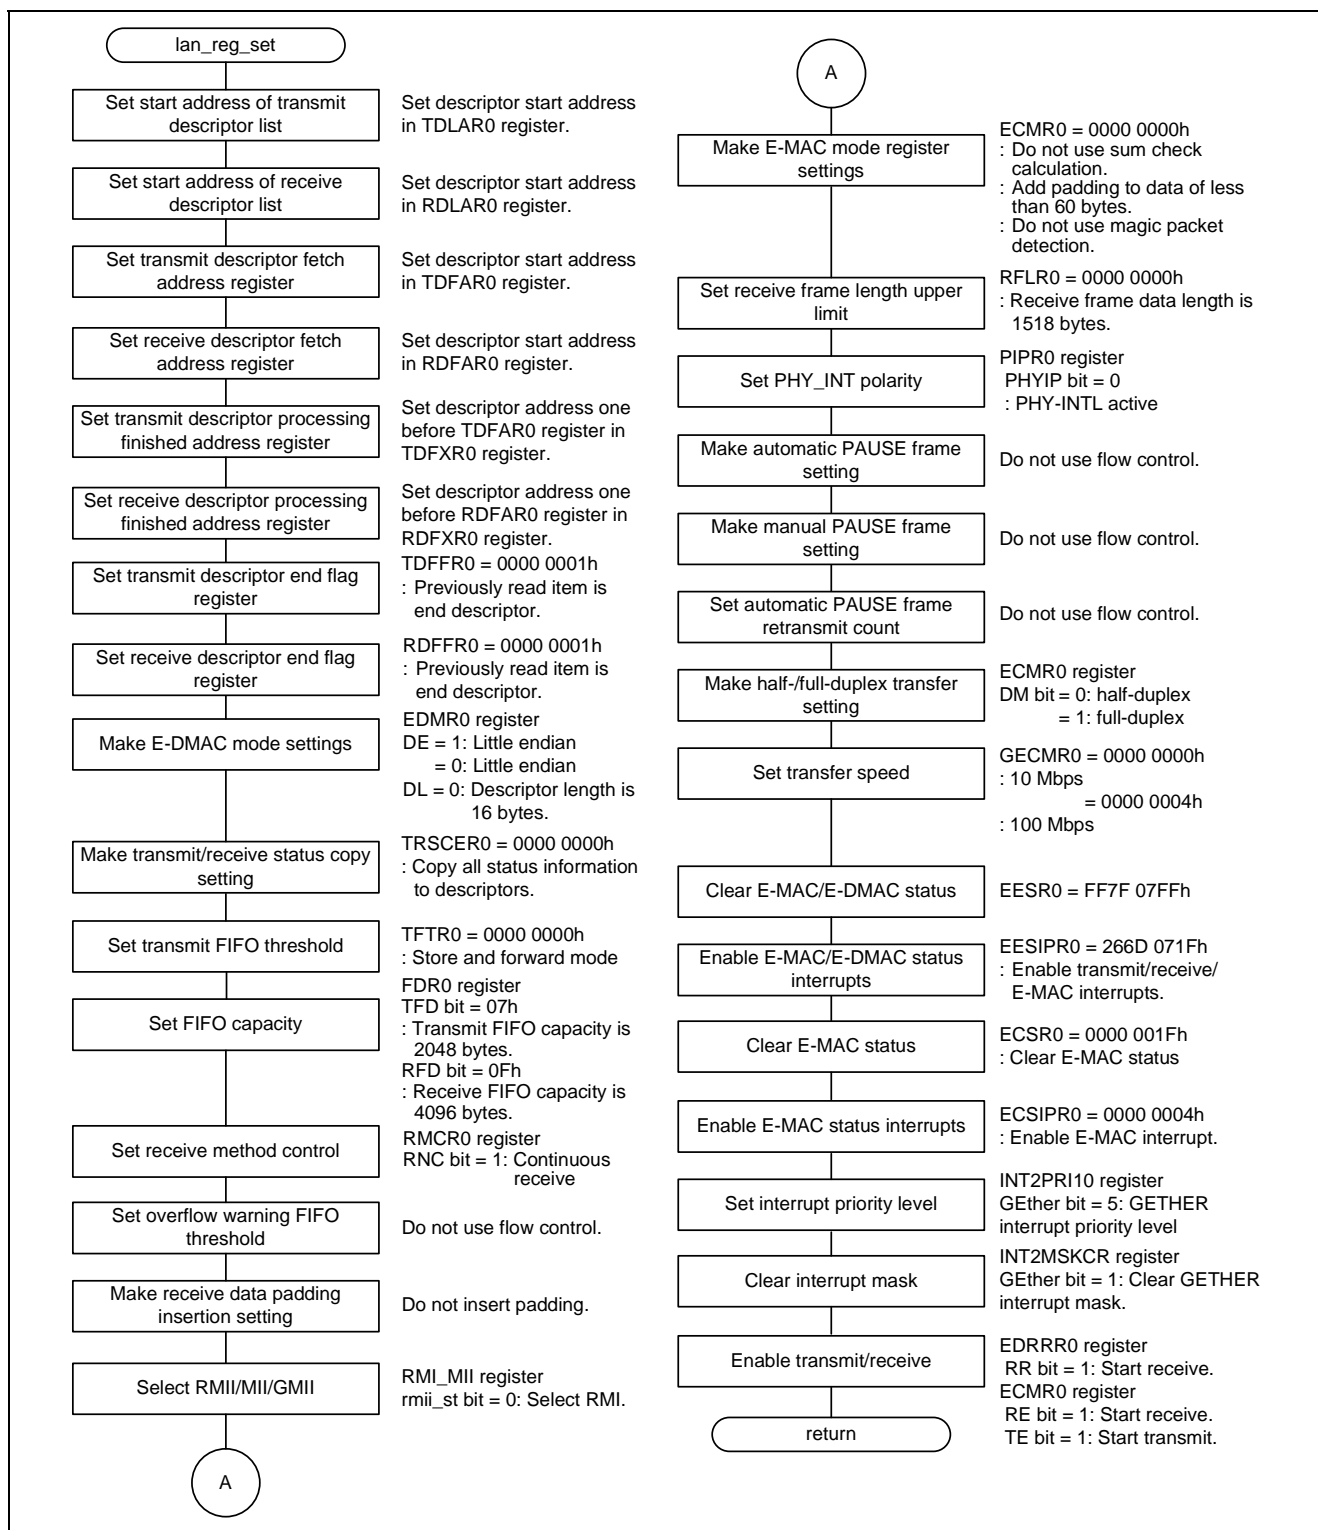 lan_reg_set
Set start address of transmit
descriptor list
Set descriptor start address
in TDLAR0 register.
Set start address of receive
descriptor list
Set descriptor start address
in RDLAR0 register.
Set transmit descriptor fetch
address register
Set descriptor start address
in TDFAR0 register.
Set receive descriptor fetch
address register
Set descriptor start address
in RDFAR0 register.
Set transmit descriptor processing
finished address register
Set descriptor address one
before TDFAR0 register in
TDFXR0 register.
Set receive descriptor processing
finished address register
Set descriptor address one
before RDFAR0 register in
RDFXR0 register.
Set transmit descriptor end flag
register
TDFFR0 = 0000 0001h
: Previously read item is
end descriptor.
Set receive descriptor end flag
register
RDFFR0 = 0000 0001h
: Previously read item is
end descriptor.
Make E-DMAC mode settings
EDMR0 register
DE = 1: Little endian
= 0: Little endian
DL = 0: Descriptor length is
16 bytes.
Make transmit/receive status copy
setting
TRSCER0 = 0000 0000h
: Copy all status information
to descriptors.
Set transmit FIFO threshold
TFTR0 = 0000 0000h
: Store and forward mode
Set FIFO capacity
FDR0 register
TFD bit = 07h
: Transmit FIFO capacity is
2048 bytes.
RFD bit = 0Fh
: Receive FIFO capacity is
4096 bytes.
Set receive method control
RMCR0 register
RNC bit = 1: Continuous
receive
Set overflow warning FIFO
threshold
Do not use flow control.
Make receive data padding
insertion setting
Do not insert padding.
Select RMII/MII/GMII
RMI_MII register
rmii_st bit = 0: Select RMI.
A
A
Make E-MAC mode register
settings
ECMR0 = 0000 0000h
: Do not use sum check
calculation.
: Add padding to data of less
than 60 bytes.
: Do not use magic packet
detection.
Set receive frame length upper
limit
RFLR0 = 0000 0000h
: Receive frame data length is
1518 bytes.
Set PHY_INT polarity
PIPR0 register
PHYIP bit = 0
: PHY-INTL active
Make automatic PAUSE frame
setting
Do not use flow control.
Make manual PAUSE frame
setting
Do not use flow control.
Set automatic PAUSE frame
retransmit count
Do not use flow control.
Make half-/full-duplex transfer
setting
ECMR0 register
DM bit = 0: half-duplex
= 1: full-duplex
Set transfer speed
GECMR0 = 0000 0000h
: 10 Mbps
= 0000 0004h
: 100 Mbps
Clear E-MAC/E-DMAC status
EESR0 = FF7F 07FFh
Enable E-MAC/E-DMAC status
interrupts
EESIPR0 = 266D 071Fh
: Enable transmit/receive/
E-MAC interrupts.
Clear E-MAC status
ECSR0 = 0000 001Fh
: Clear E-MAC status
Enable E-MAC status interrupts
ECSIPR0 = 0000 0004h
: Enable E-MAC interrupt.
Set interrupt priority level
INT2PRI10 register
GEther bit = 5: GETHER
interrupt priority level
Clear interrupt mask
INT2MSKCR register
GEther bit = 1: Clear GETHER
interrupt mask.
Enable transmit/receive
EDRRR0 register
RR bit = 1: Start receive.
ECMR0 register
RE bit = 1: Start receive.
TE bit = 1: Start transmit.
return